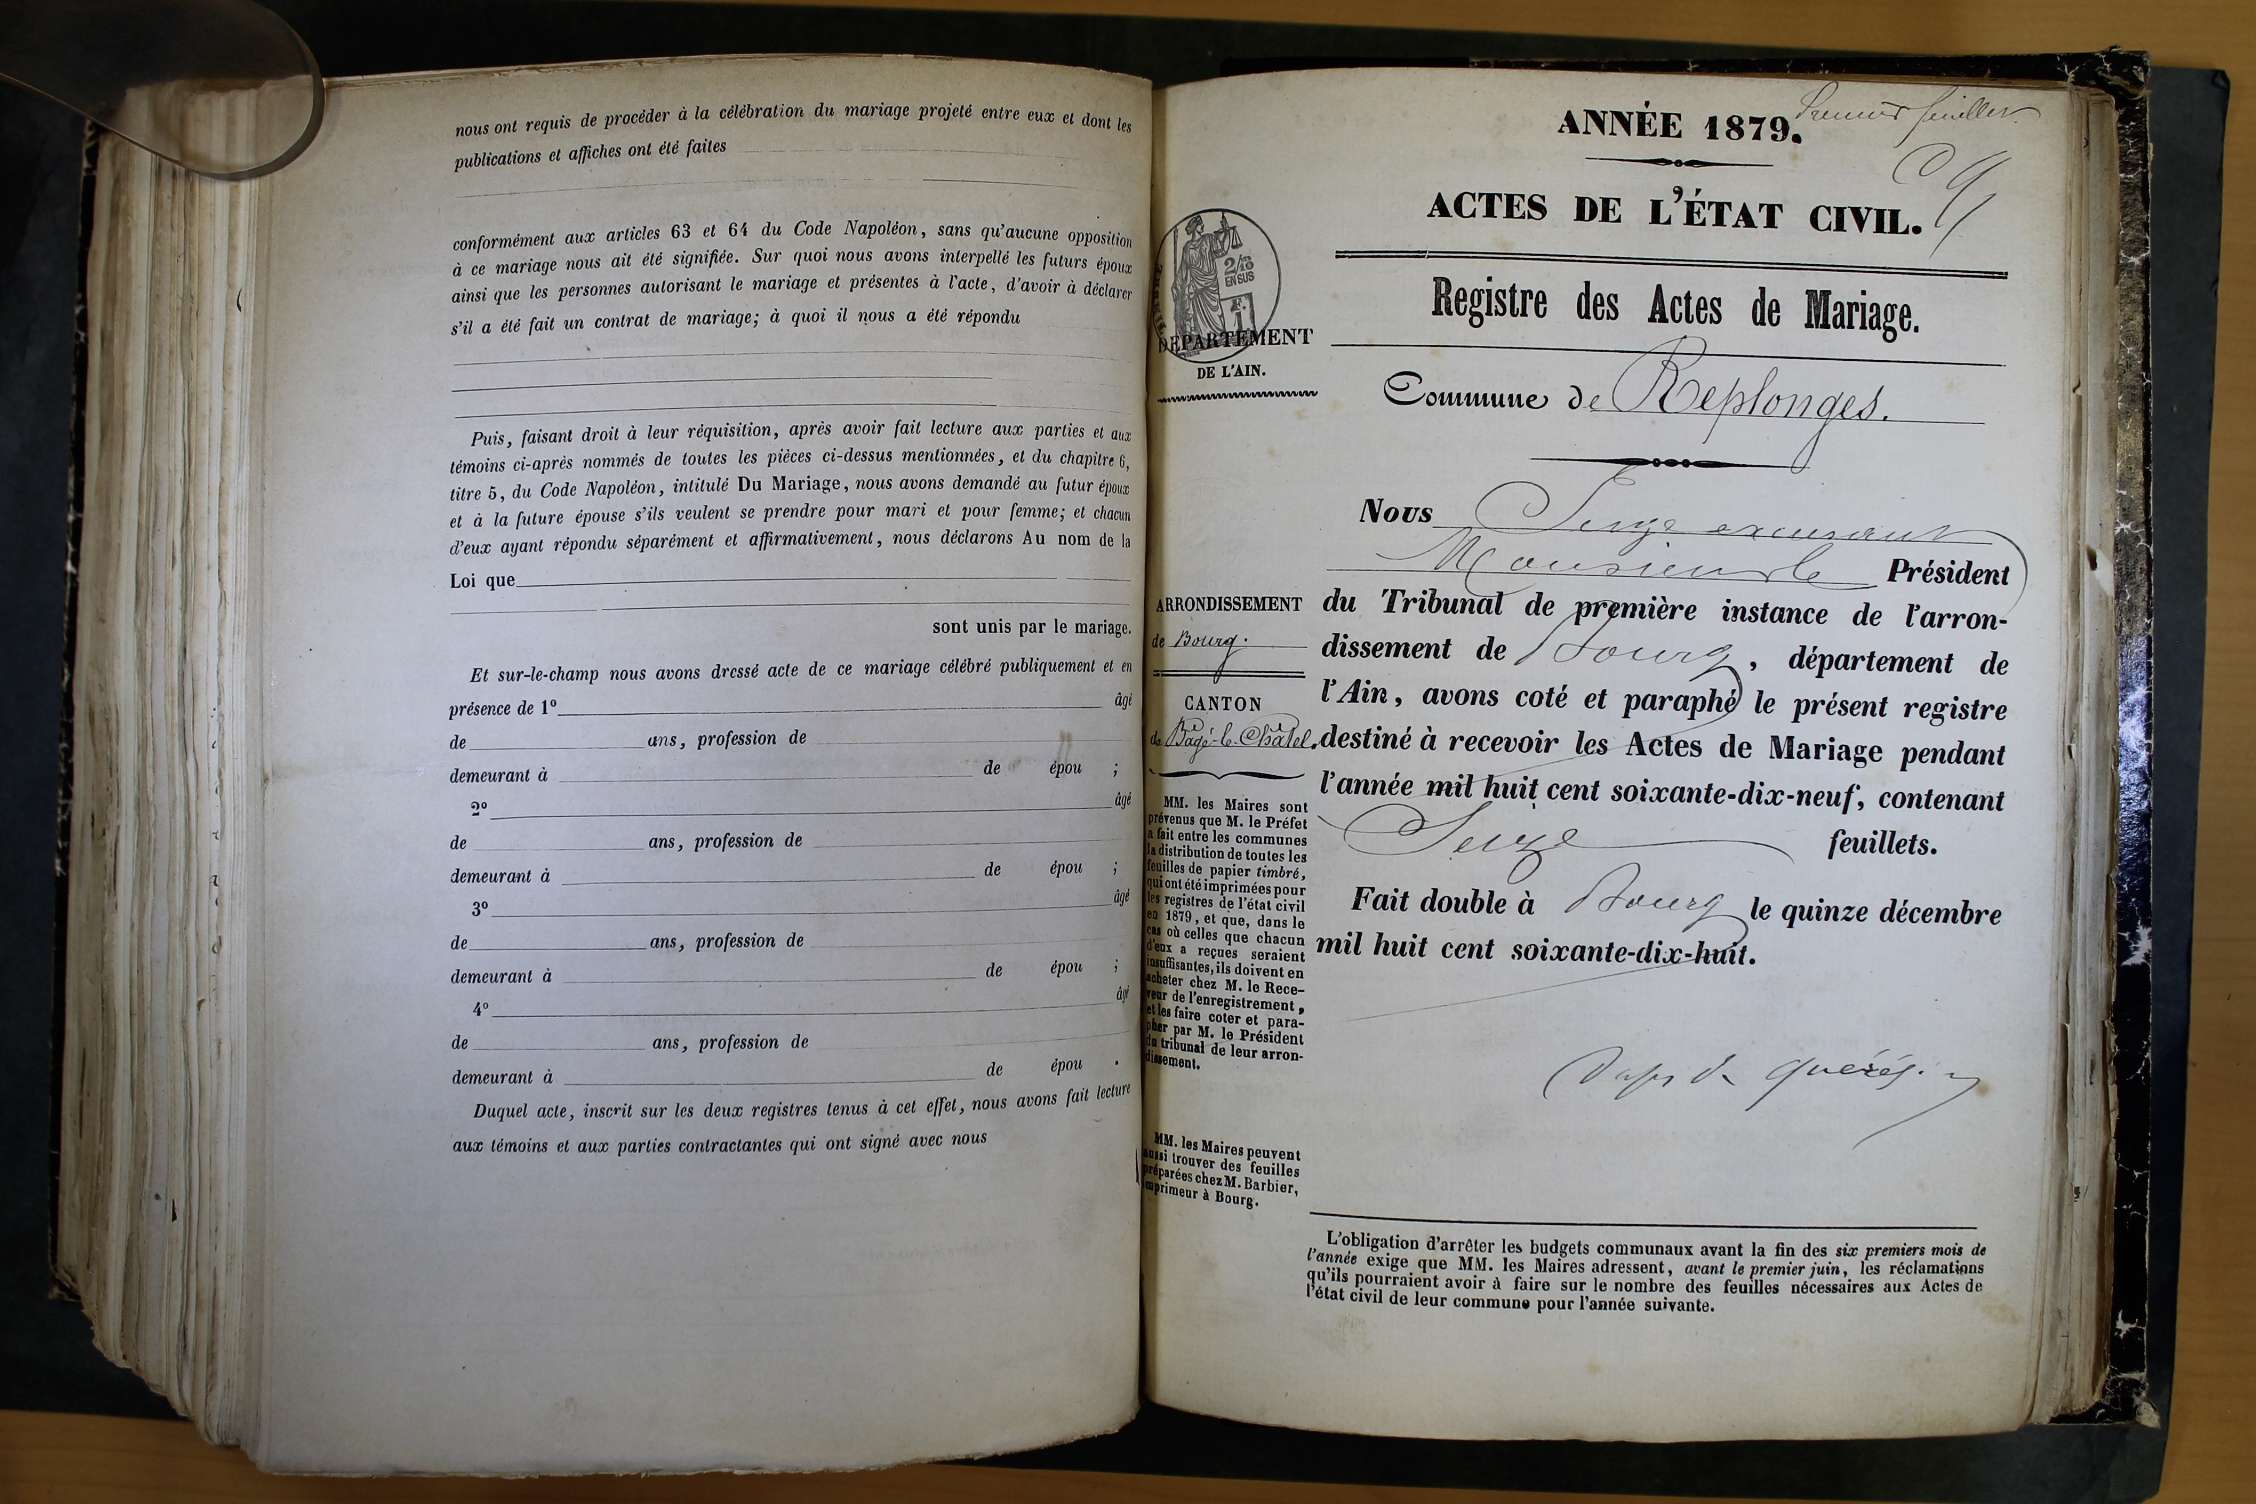 nous ont requis de procéder à la célébration du mariage projeté entre eux et dont les
publications et affiches ont été faites
conformément aux articles 63 et 64 du Code Napoléon, sans qu'aucune opposition
à ce mariage nous ait été signifiée. Sur quoi nous avons interpellé les futurs époux
ainsi que les personnes autorisant le mariage et présentes à l'acte, d'avoir à déclarer
s'il a été fait un contrat de mariage; à quoi il nous a été répondu
Puis, faisant droit à leur réquisition, après avoir fait lecture aux parties et aux
témoins ci-après nommés de toutes les pièces ci-dessus mentionnées, et du chapitre 6,
titre 5, du Code Napoléon, intitulé Du Mariage, nous avons demandé au futur époux
et à la future épouse s'ils veulent se prendre pour mari et pour femme; et chacun
d'eux ayant répondu séparément et affirmativement, nous déclarons Au nom de la
Loi que
sont unis par le mariage.
Et sur-le-champ nous avons dressé acte de ce mariage célébré publiquement et en
présence de 1° âgé
de ans, profession de
demeurant à de épou ;
2° âgé
de ans, profession de
demeurant à de épou ;
3° âgé
de ans, profession de
demeurant à de épou ;
4° âgé
de ans, profession de
demeurant à de épou .
Duquel acte, inscrit sur les deux registres tenus à cet effet, nous avons fait lecture
aux témoins et aux parties contractantes qui ont signé avec nous
Premier feuillet
ANNÉE 1879.
ACTES DE L'ÉTAT CIVIL.
Registre des Actes de Mariage.
2/10
EN SUS
F.
1
DÉPARTEMENT
DE L'AIN.
Commune de Replonges.
Nous Juge
Monsieur le Président
du Tribunal de première instance de l'arron-
dissement de Bourg, département de
l'Ain, avons coté et paraphé le présent registre
destiné à recevoir les Actes de Mariage pendant
l'année mil huit cent soixante-dix-neuf, contenant
feuillets.
Fait double à Bourg le quinze décembre
mil huit cent soixante-dix-huit.
ARRONDISSEMENT
de Bourg.
CANTON
de Bâgé-le-Châtel.
MM. les Maires sont
prévenus que M. le Préfet
a fait entre les communes
la distribution de toutes les
feuilles de papier timbré,
qui ont été imprimées pour
les registres de l'état civil
en 1879, et que, dans le
cas où celles que chacun
d'eux a reçues seraient
insuffisantes, ils doivent en
acheter chez M. le Rece-
veur de l'enregistrement,
et les faire coter et para-
pher par M. le Président
du tribunal de leur arron-
dissement.
MM. les Maires peuvent
aussi trouver des feuilles
préparées chez M. Barbier,
imprimeur à Bourg.
L'obligation d'arrêter les budgets communaux avant la fin des six premiers mois de
l'année exige que MM. les Maires adressent, avant le premier juin, les réclamations
qu'ils pourraient avoir à faire sur le nombre des feuilles nécessaires aux Actes de
l'état civil de leur commune pour l'année suivante.